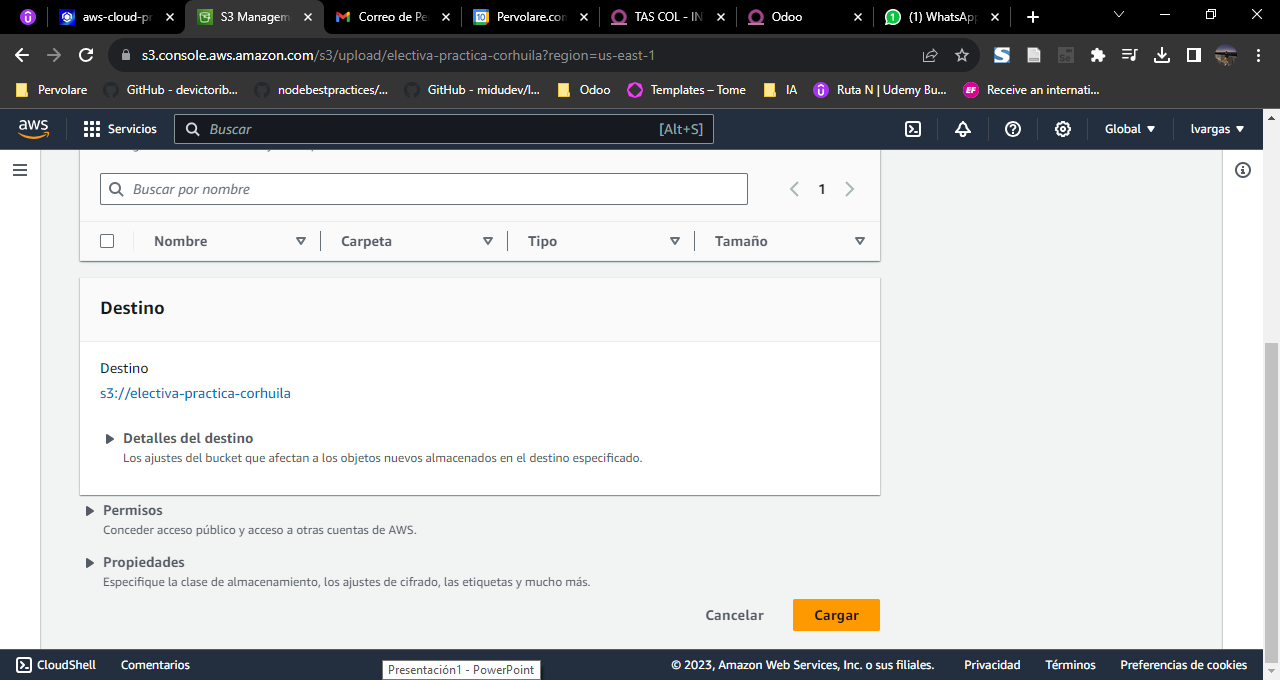 aws-cloud-pr
S3 Managem
Correo de Pe
Pervolare.con
TAS COL - IN
Odoo
(1) WhatsApp
s3.console.aws.amazon.com/s3/upload/electiva-practica-corhuila?region=us-east-1
Pervolare
GitHub - devictorib...
nodebestpractices/...
GitHub - midudev/l...
Odoo
Templates – Tome
IA
Ruta N | Udemy Bu...
EF
Receive an internati...
aws
Servicios
Buscar
[Alt+S]
Global
lvargas
Buscar por nombre
1
Nombre
Carpeta
Tipo
Tamaño
Destino
Destino
s3://electiva-practica-corhuila
Detalles del destino
Los ajustes del bucket que afectan a los objetos nuevos almacenados en el destino especificado.
Permisos
Conceder acceso público y acceso a otras cuentas de AWS.
Propiedades
Especifique la clase de almacenamiento, los ajustes de cifrado, las etiquetas y mucho más.
Cancelar
Cargar
CloudShell
Comentarios
Presentación1 - PowerPoint
© 2023, Amazon Web Services, Inc. o sus filiales.
Privacidad
Términos
Preferencias de cookies